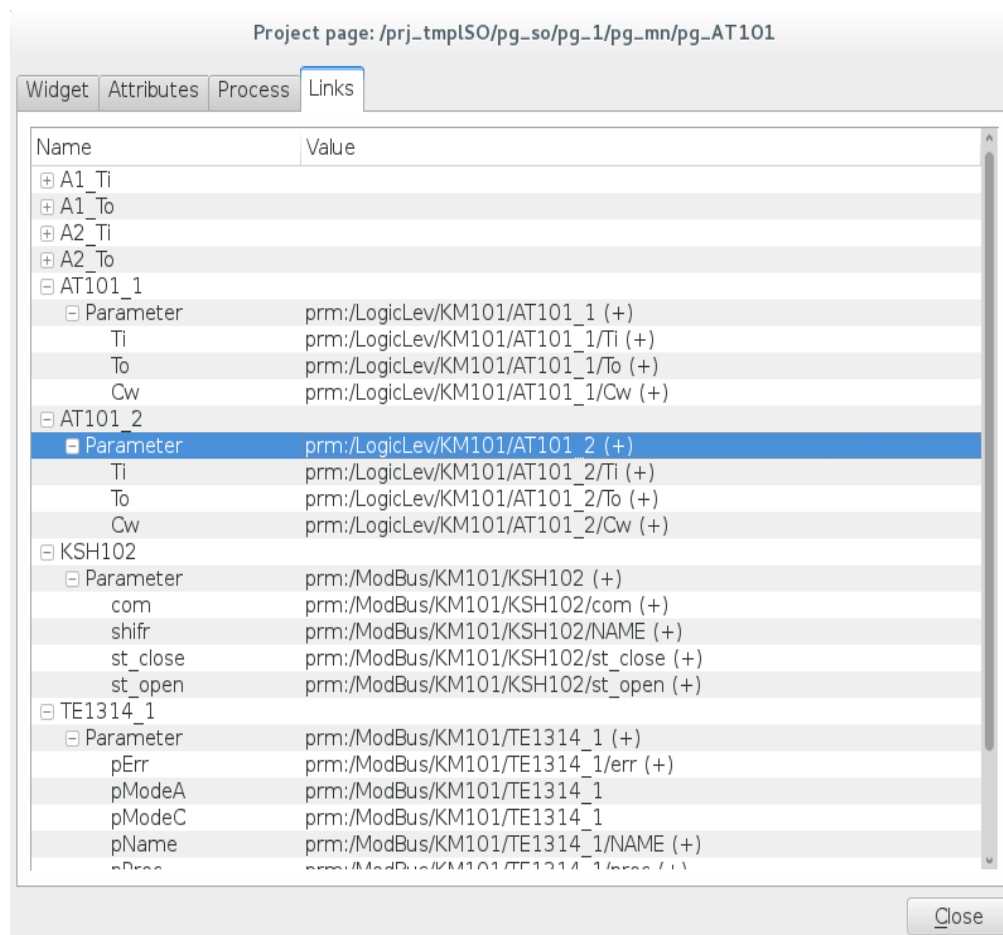 Project page: /prj_tmplSO/pg_so/pg_1/pg_mn/pg_AT101
Widget Attributes Process Links
Name Value
A1_Ti
A1_To
A2_Ti
A2_To
AT101_1
Parameter prm:/LogicLev/KM101/AT101_1 (+)
Ti prm:/LogicLev/KM101/AT101_1/Ti (+)
To prm:/LogicLev/KM101/AT101_1/To (+)
Cw prm:/LogicLev/KM101/AT101_1/Cw (+)
AT101_2
Parameter prm:/LogicLev/KM101/AT101_2 (+)
Ti prm:/LogicLev/KM101/AT101_2/Ti (+)
To prm:/LogicLev/KM101/AT101_2/To (+)
Cw prm:/LogicLev/KM101/AT101_2/Cw (+)
KSH102
Parameter prm:/ModBus/KM101/KSH102 (+)
com prm:/ModBus/KM101/KSH102/com (+)
shifr prm:/ModBus/KM101/KSH102/NAME (+)
st_close prm:/ModBus/KM101/KSH102/st_close (+)
st_open prm:/ModBus/KM101/KSH102/st_open (+)
TE1314_1
Parameter prm:/ModBus/KM101/TE1314_1 (+)
pErr prm:/ModBus/KM101/TE1314_1/err (+)
pModeA prm:/ModBus/KM101/TE1314_1
pModeC prm:/ModBus/KM101/TE1314_1
pName prm:/ModBus/KM101/TE1314_1/NAME (+)
Close